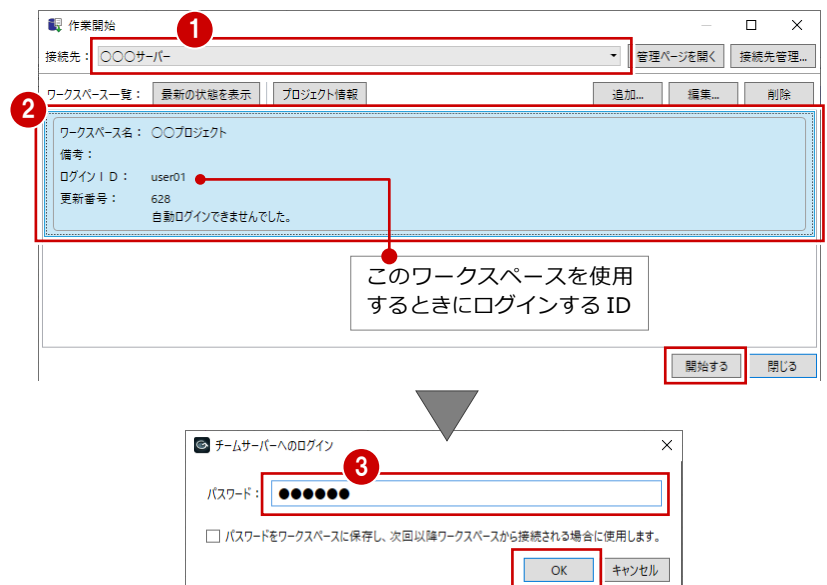 作業開始
1
接続先： 〇〇〇サーバー 管理ページを開く 接続先管理...
ワークスペース一覧： 最新の状態を表示 プロジェクト情報 追加... 編集... 削除
2
ワークスペース名： 〇〇プロジェクト
備考：
ログインＩＤ： user01
更新番号： 628
自動ログインできませんでした。
このワークスペースを使用
するときにログインする ID
開始する 閉じる
チームサーバーへのログイン
3
パスワード： ●●●●●●
パスワードをワークスペースに保存し、次回以降ワークスペースから接続される場合に使用します。
OK キャンセル